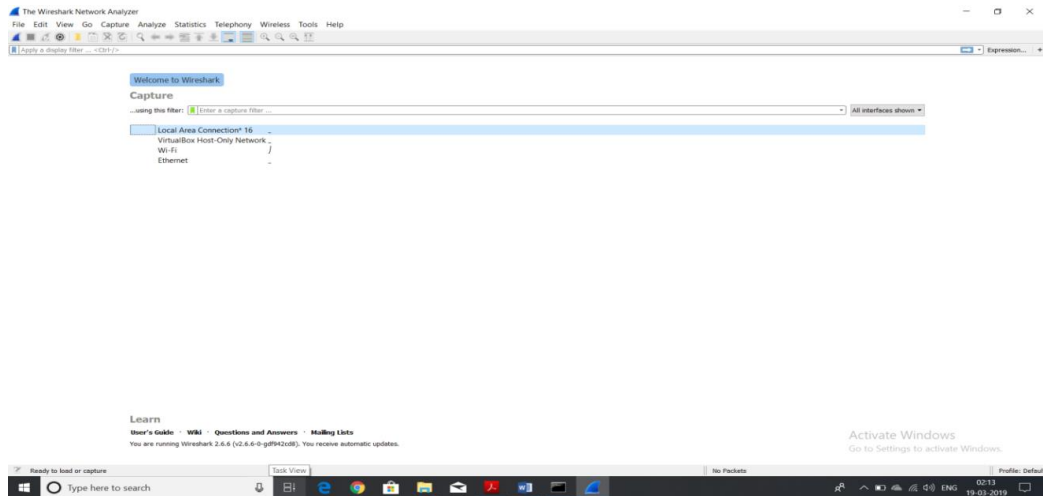 The Wireshark Network Analyzer
File Edit View Go Capture Analyze Statistics Telephony Wireless Tools Help
Apply a display filter ... <Ctrl-/>
Expression... +
Welcome to Wireshark
Capture
...using this filter: Enter a capture filter ...
All interfaces shown
Local Area Connection* 16
VirtualBox Host-Only Network
Wi-Fi
Ethernet
Learn
User's Guide · Wiki · Questions and Answers · Mailing Lists
You are running Wireshark 2.6.6 (v2.6.6-0-gdf942cd8). You receive automatic updates.
Activate Windows
Go to Settings to activate Windows.
Ready to load or capture
Task View
No Packets
Profile: Defaul
Type here to search
ENG
02:13
19-03-2019